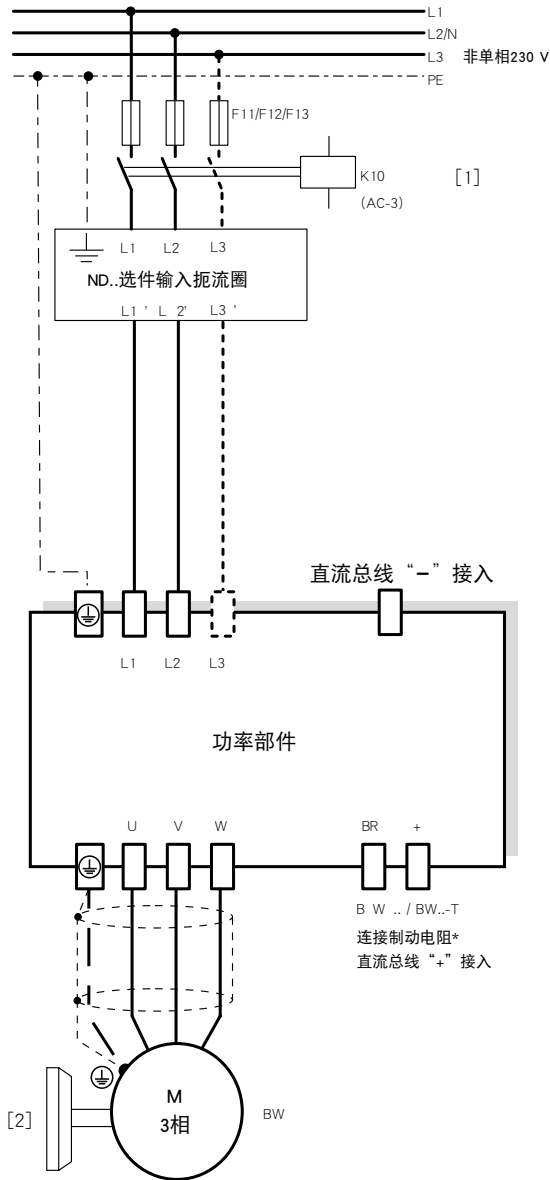 L1
L2/N
L3 非单相230 V
PE
F11/F12/F13
K10 [1]
(AC-3)
L1 L2 L3
ND..选件输入扼流圈
L1 ' L 2' L3 '
直流总线“−”接入
L1 L2 L3
功率部件
U V W BR +
B W .. / BW..-T
连接制动电阻*
直流总线“+”接入
M
3相
BW
[2]